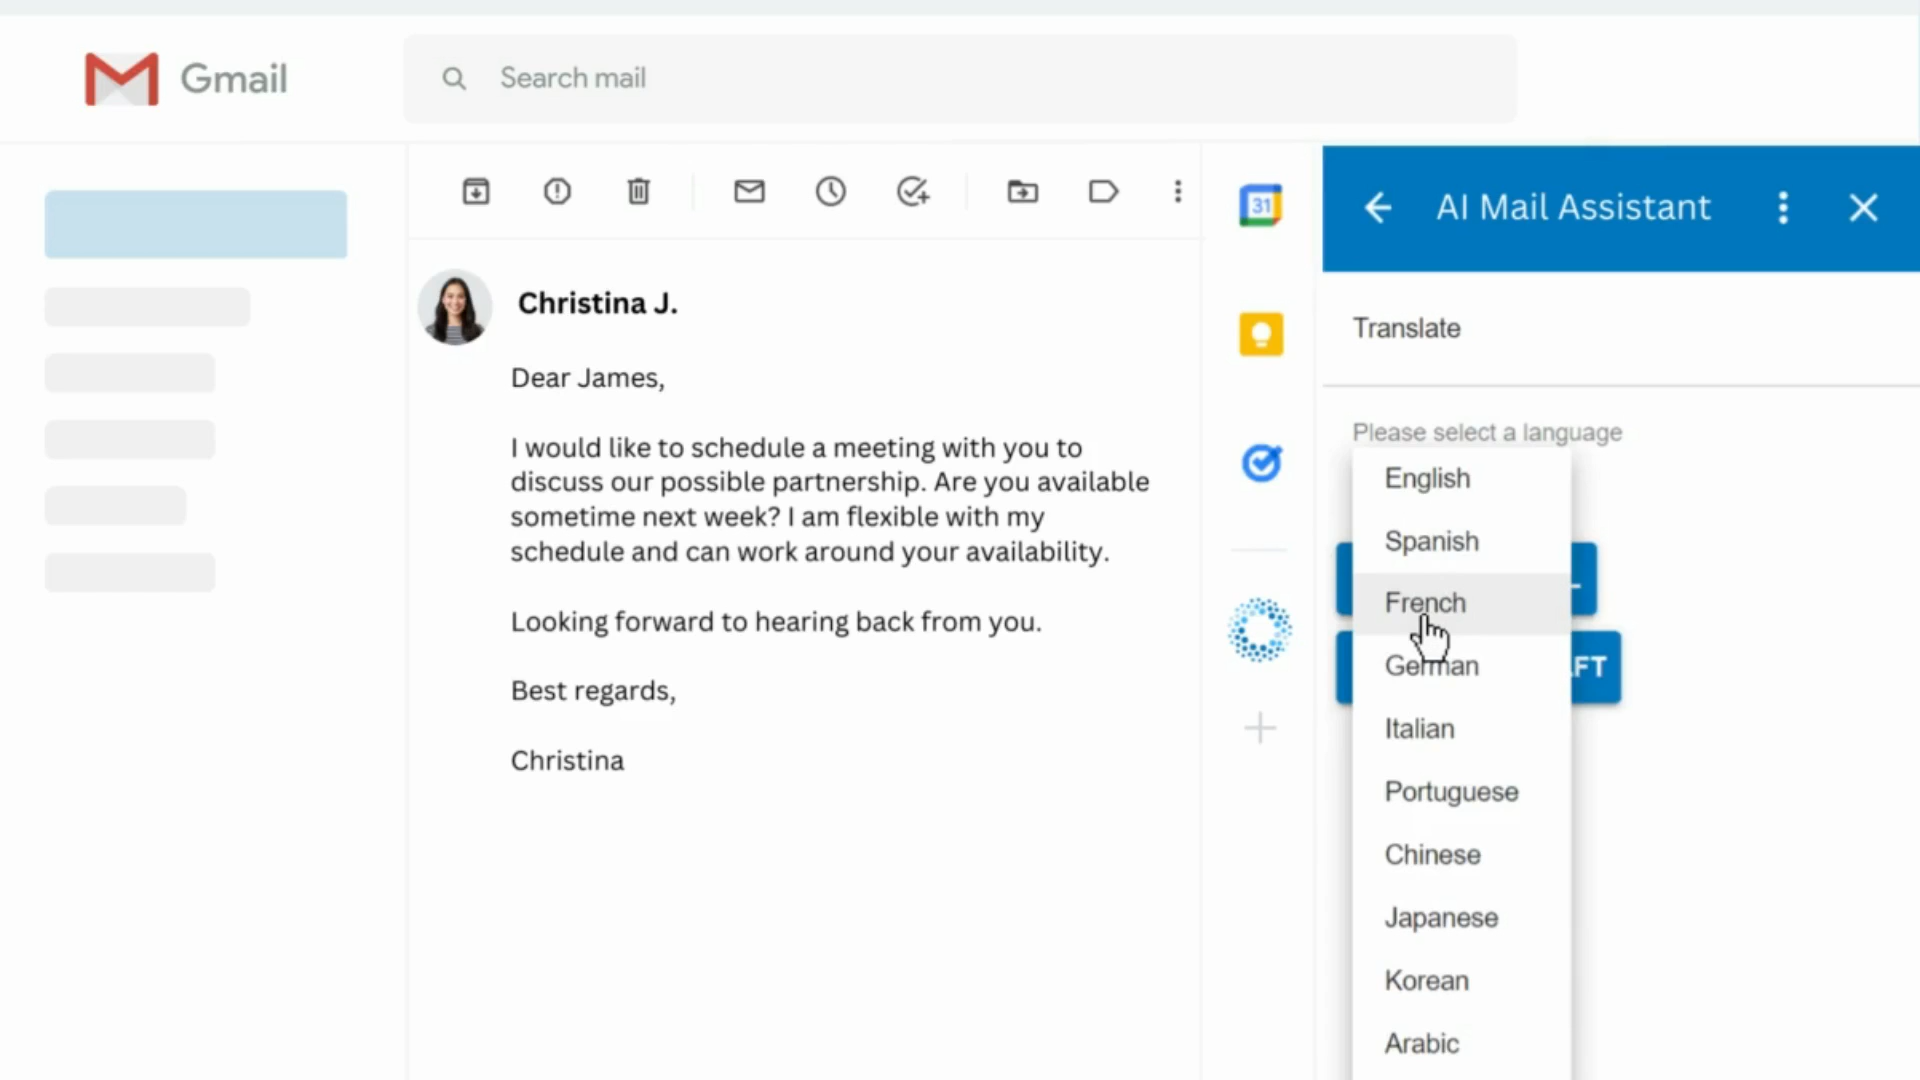 Gmail
Search mail
31
AI Mail Assistant
Christina J.
Dear James,
I would like to schedule a meeting with you to
discuss our possible partnership. Are you available
sometime next week? I am flexible with my
schedule and can work around your availability.
Looking forward to hearing back from you.
Best regards,
Christina
Translate
Please select a language
English
Spanish
French
German
Italian
Portuguese
Chinese
Japanese
Korean
Arabic